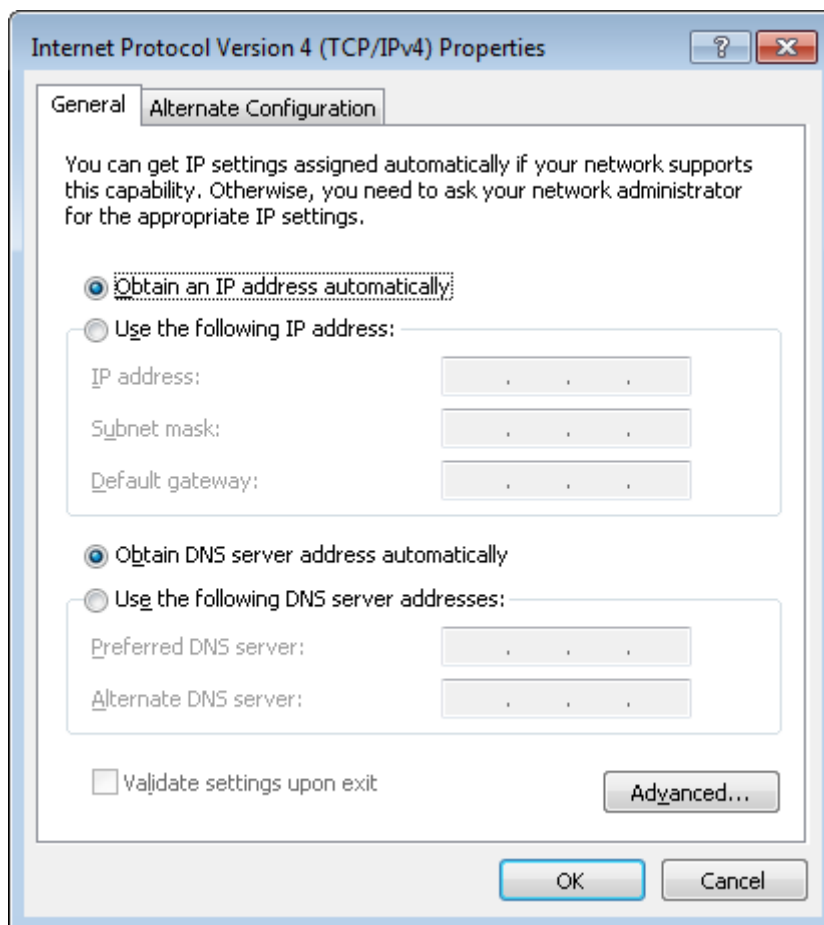 Internet Protocol Version 4 (TCP/IPv4) Properties
?
General
Alternate Configuration
You can get IP settings assigned automatically if your network supports
this capability. Otherwise, you need to ask your network administrator
for the appropriate IP settings.
Obtain an IP address automatically
Use the following IP address:
IP address:
. . .
Subnet mask:
. . .
Default gateway:
. . .
Obtain DNS server address automatically
Use the following DNS server addresses:
Preferred DNS server:
. . .
Alternate DNS server:
. . .
Validate settings upon exit
Advanced...
OK
Cancel